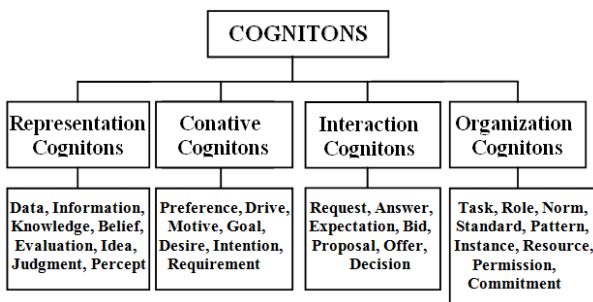 COGNITONS
Representation
Cognitons
Conative
Cognitons
Interaction
Cognitons
Organization
Cognitons
Data, Information,
Knowledge, Belief,
Evaluation, Idea,
Judgment, Percept
Preference, Drive,
Motive, Goal,
Desire, Intention,
Requirement
Request, Answer,
Expectation, Bid,
Proposal, Offer,
Decision
Task, Role, Norm,
Standard, Pattern,
Instance, Resource,
Permission,
Commitment